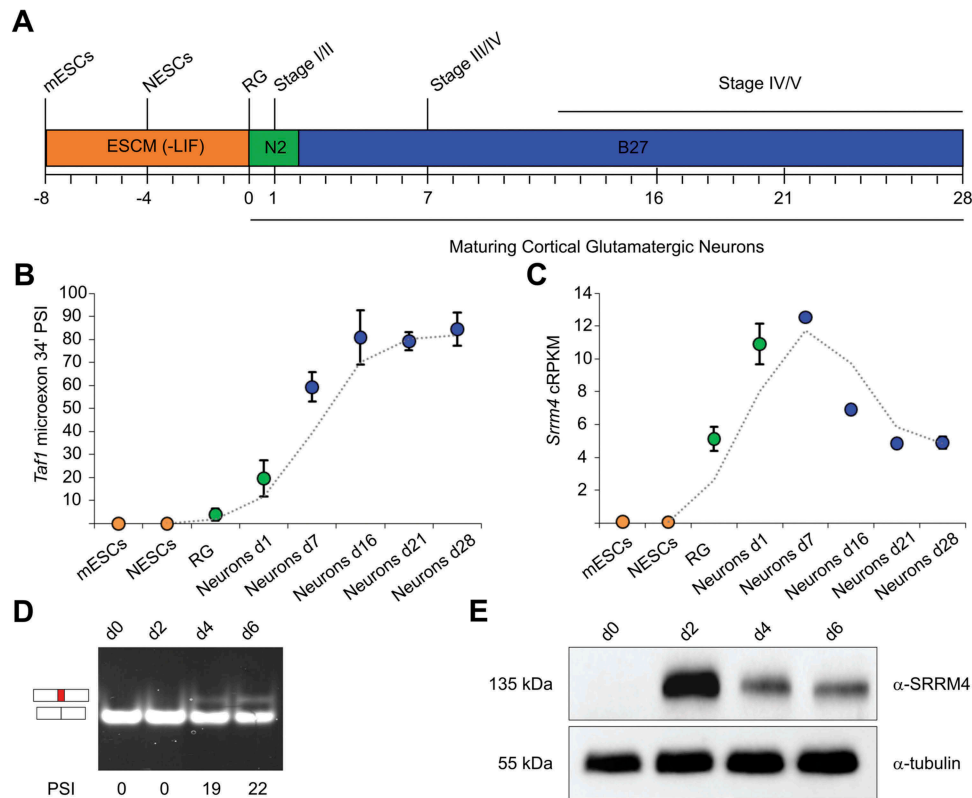 A
mESCs
NESCs
RG
Stage I/II
Stage III/IV
Stage IV/V
ESCM (-LIF)
N2
B27
-8 -4 0 1 7 16 21 28
Maturing Cortical Glutamatergic Neurons
B
Taf1 microexon 34' PSI
100
90
80
70
60
50
40
30
20
10
mESCs
NESCs
RG
Neurons d1
Neurons d7
Neurons d16
Neurons d21
Neurons d28
C
Srrm4 cRPKM
14
12
10
8
6
4
2
mESCs
NESCs
RG
Neurons d1
Neurons d7
Neurons d16
Neurons d21
Neurons d28
D
d0 d2 d4 d6
PSI 0 0 19 22
E
d0 d2 d4 d6
135 kDa α-SRRM4
55 kDa α-tubulin